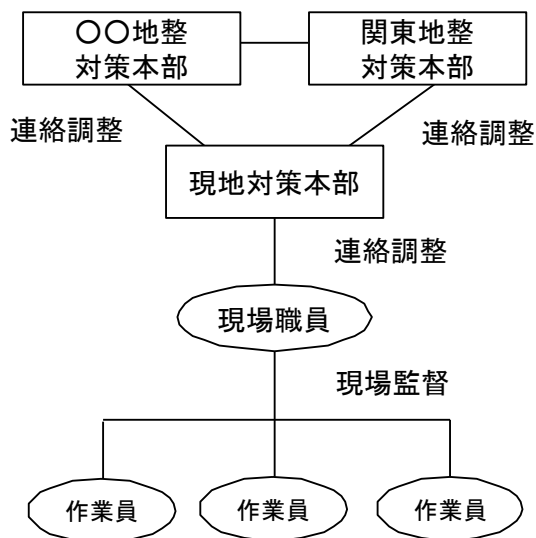 〇〇地整
対策本部
関東地整
対策本部
連絡調整
連絡調整
現地対策本部
連絡調整
現場職員
現場監督
作業員
作業員
作業員